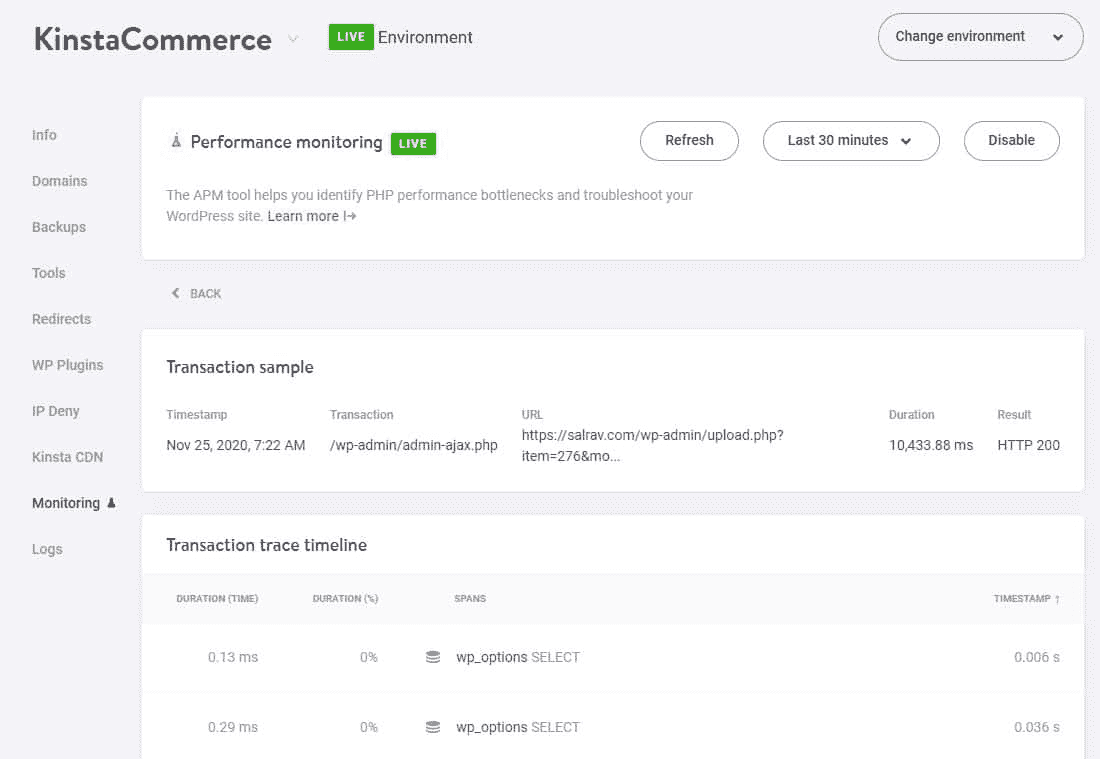 KinstaCommerce
LIVE Environment
Change environment
Info
Domains
Backups
Tools
Redirects
WP Plugins
IP Deny
Kinsta CDN
Monitoring
Logs
Performance monitoring LIVE
Refresh
Last 30 minutes
Disable
The APM tool helps you identify PHP performance bottlenecks and troubleshoot your
WordPress site. Learn more
BACK
Transaction sample
Timestamp Transaction URL Duration Result
Nov 25, 2020, 7:22 AM /wp-admin/admin-ajax.php https://salrav.com/wp-admin/upload.php? 10,433.88 ms HTTP 200
item=276&mo...
Transaction trace timeline
DURATION (TIME) DURATION (%) SPANS TIMESTAMP ↑
0.13 ms 0% wp_options SELECT 0.006 s
0.29 ms 0% wp_options SELECT 0.036 s